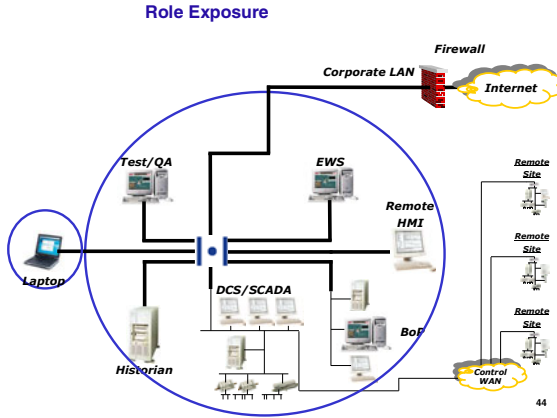 Role Exposure
Firewall
Corporate LAN
Internet
Test/QA
EWS
Remote
Site
Remote
HMI
Remote
Site
Laptop
DCS/SCADA
BoP
Remote
Site
Historian
Control
WAN
44